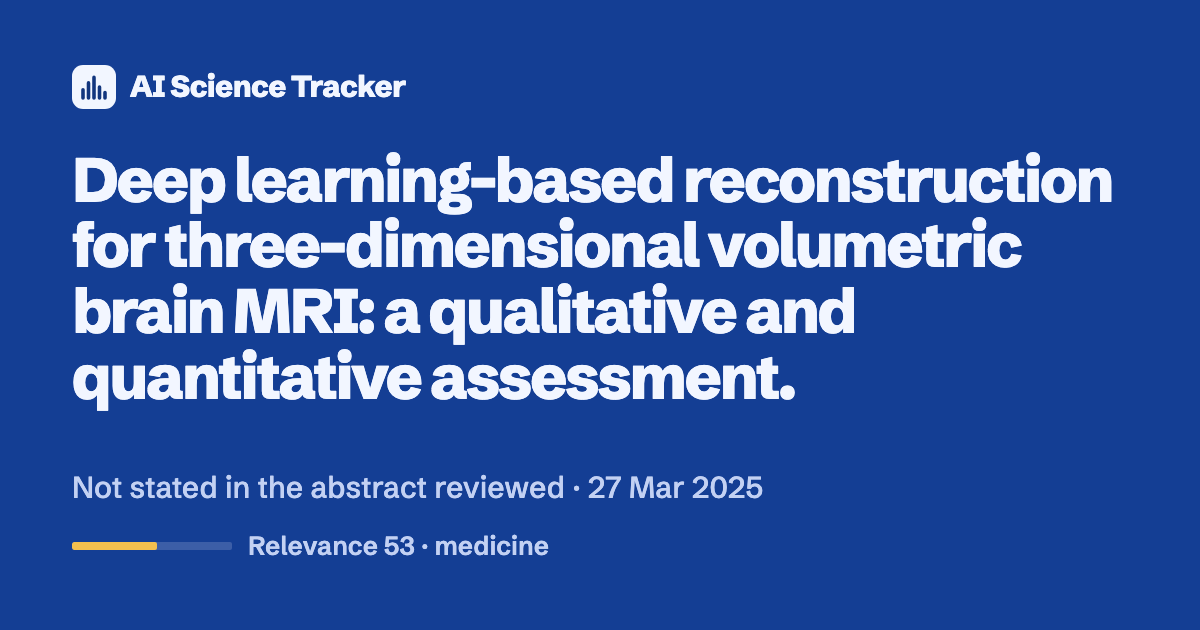 AI Science Tracker
Deep learning-based reconstruction
for three-dimensional volumetric
brain MRI: a qualitative and
quantitative assessment.
Not stated in the abstract reviewed · 27 Mar 2025
Relevance 53 · medicine